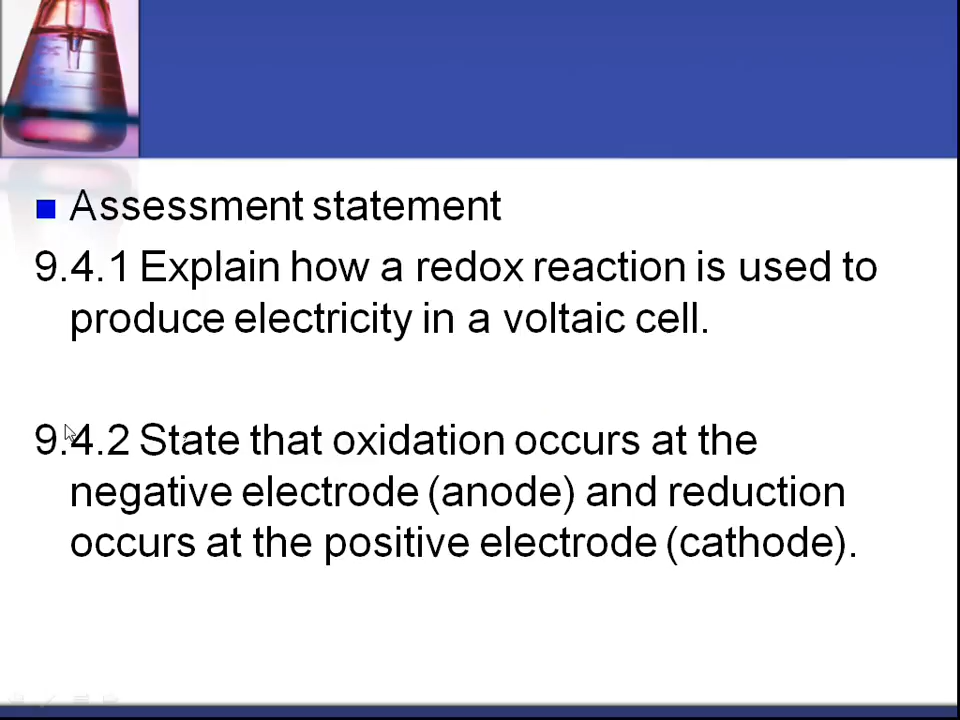 Assessment statement
9.4.1 Explain how a redox reaction is used to
produce electricity in a voltaic cell.
9.4.2 State that oxidation occurs at the
negative electrode (anode) and reduction
occurs at the positive electrode (cathode).